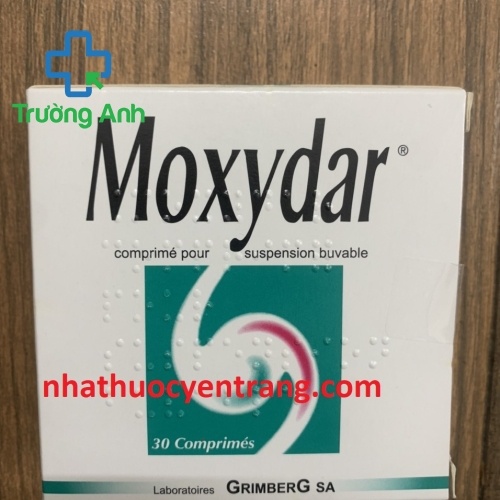 Trường Anh
Moxydar®
comprimé pour suspension buvable
nhathuocyentrang.com
30 Comprimés
Laboratoires GRIMBERG SA